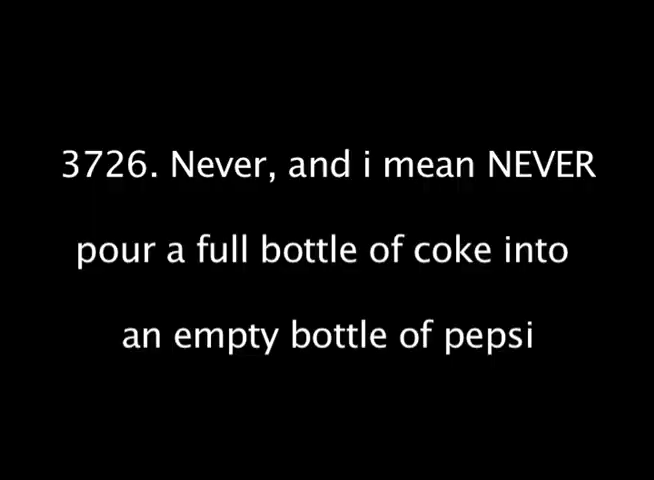 3726. Never, and i mean NEVER
pour a full bottle of coke into
an empty bottle of pepsi